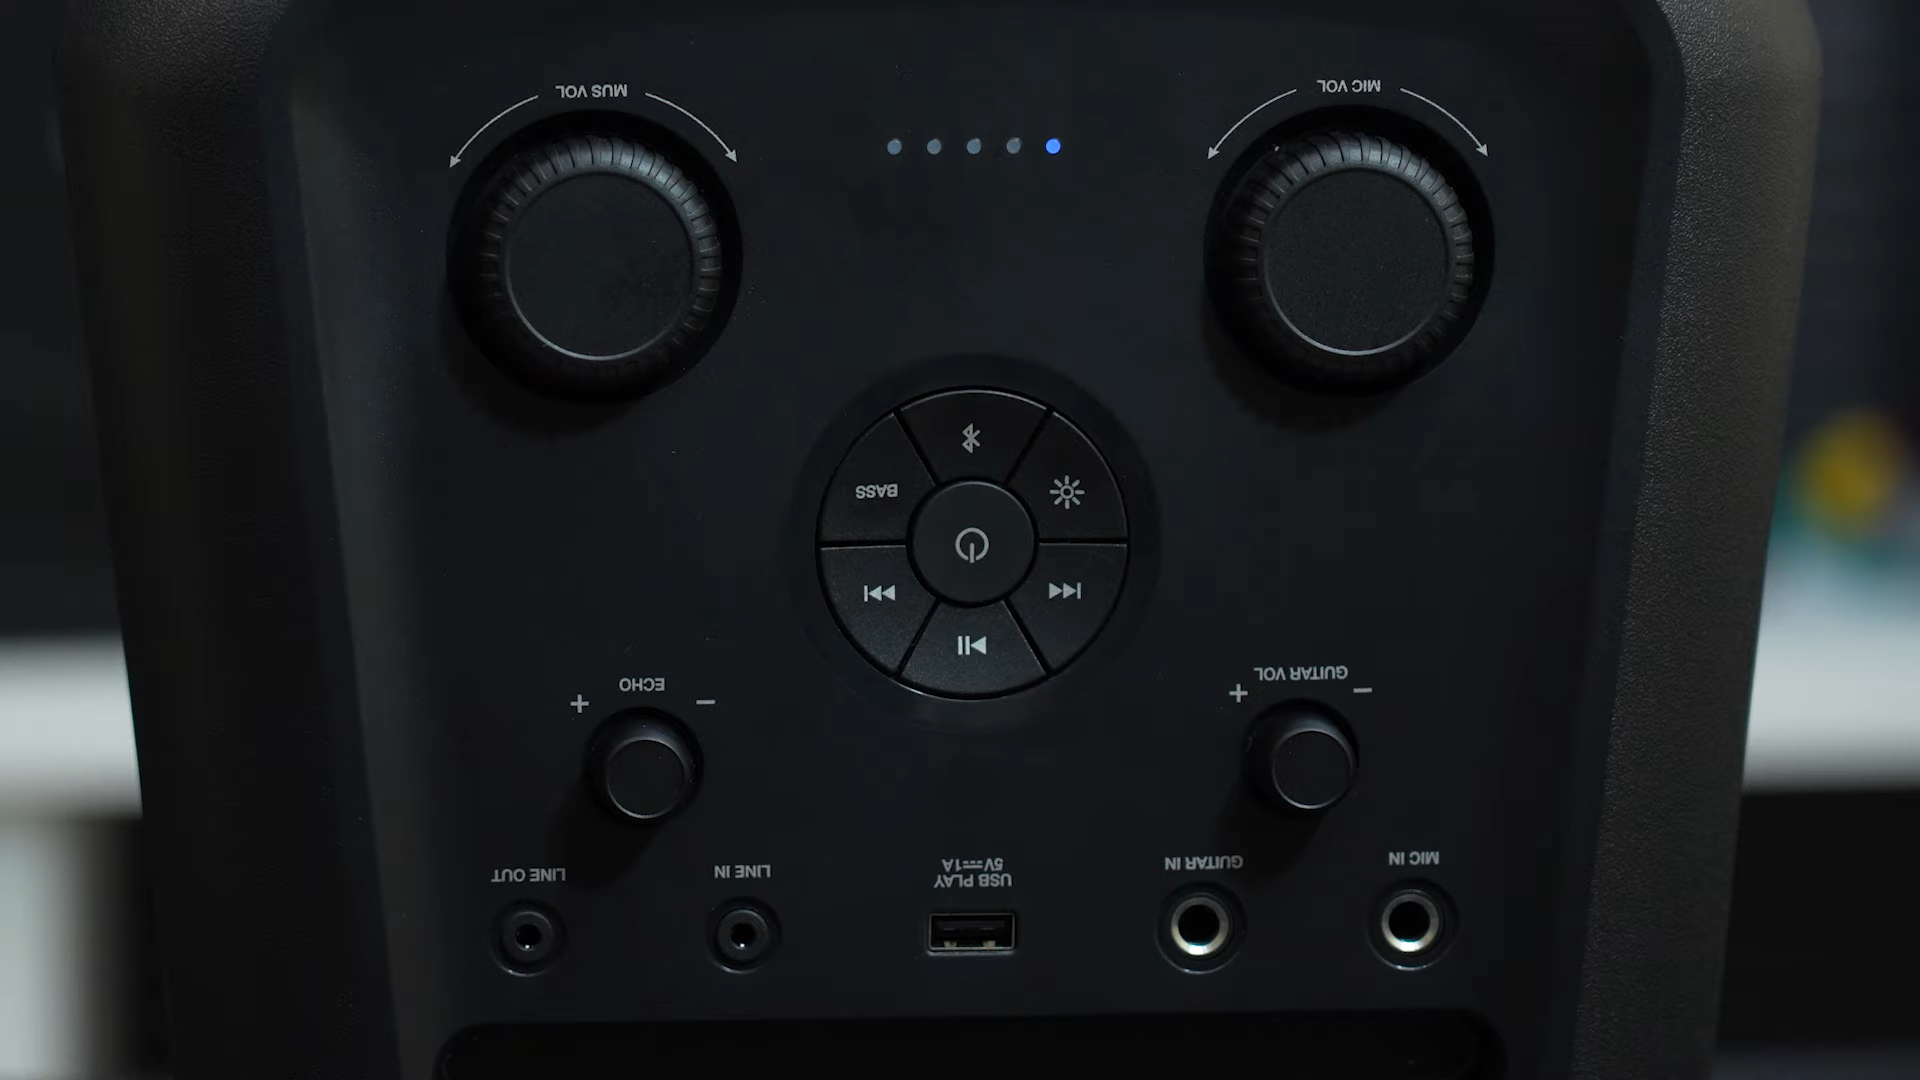 MIC IN
GUITAR IN
USB PLAY
5V⎓1A
LINE IN
LINE OUT
− GUITAR VOL +
− ECHO +
BASS
MIC VOL
MUS VOL